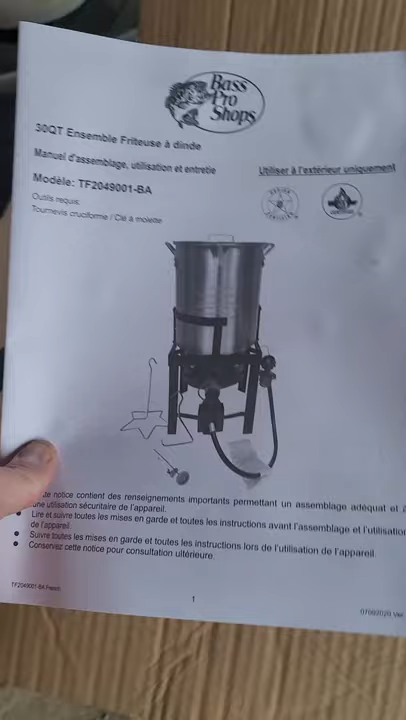 Bass
Pro
Shops
30QT Ensemble Friteuse à dinde
Manuel d'assemblage, utilisation et entretie
Modèle: TF2049001-BA
Utiliser à l'extérieur uniquement
Outils requis:
Tournevis cruciforme / Clé à molette
notice contient des renseignements importants permettant un assemblage adéquat et
une utilisation sécuritaire de l'appareil.
Lire et suivre toutes les mises en garde et toutes les instructions avant l'assemblage et l'utilisation
de l'appareil.
Suivre toutes les mises en garde et toutes les instructions lors de l'utilisation de l'appareil.
Conservez cette notice pour consultation ultérieure.
TF2049001-BA French
1